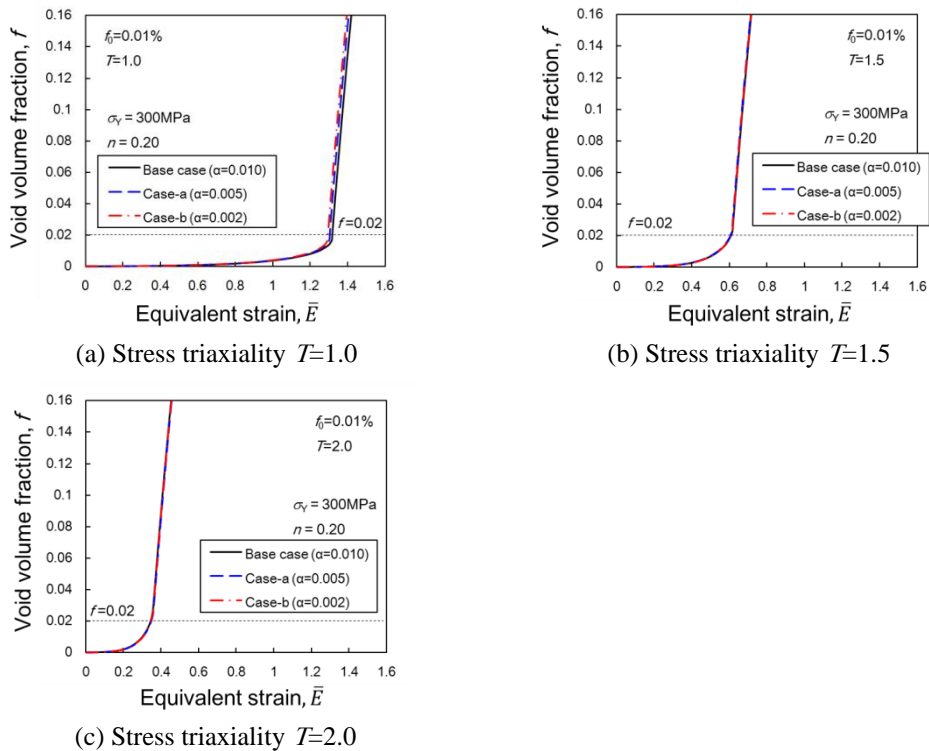 Void volume fraction, f
0.16
0.14
0.12
0.1
0.08
0.06
0.04
0.02
0
f₀=0.01%
T=1.0
σY = 300MPa
n = 0.20
Base case (α=0.010)
Case-a (α=0.005)
Case-b (α=0.002)
f=0.02
0 0.2 0.4 0.6 0.8 1 1.2 1.4 1.6
Equivalent strain, Ē
(a) Stress triaxiality T=1.0
Void volume fraction, f
0.16
0.14
0.12
0.1
0.08
0.06
0.04
0.02
0
f₀=0.01%
T=1.5
σY = 300MPa
n = 0.20
Base case (α=0.010)
Case-a (α=0.005)
Case-b (α=0.002)
f=0.02
0 0.2 0.4 0.6 0.8 1 1.2 1.4 1.6
Equivalent strain, Ē
(b) Stress triaxiality T=1.5
Void volume fraction, f
0.16
0.14
0.12
0.1
0.08
0.06
0.04
0.02
0
f₀=0.01%
T=2.0
σY = 300MPa
n = 0.20
Base case (α=0.010)
Case-a (α=0.005)
Case-b (α=0.002)
f=0.02
0 0.2 0.4 0.6 0.8 1 1.2 1.4 1.6
Equivalent strain, Ē
(c) Stress triaxiality T=2.0